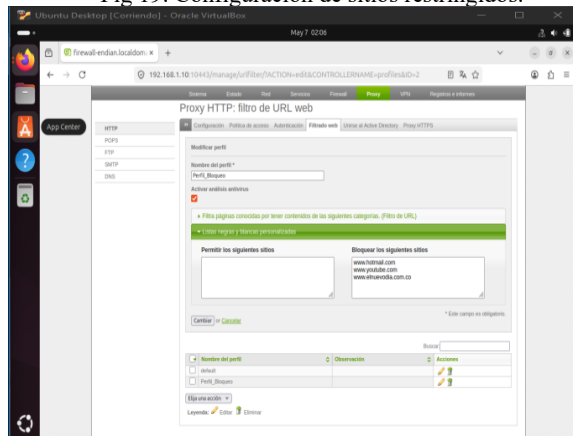 Fig 19. Configuración de sitios restringidos.
Ubuntu Desktop [Corriendo] - Oracle VirtualBox
May 7 02:06
firewall-endian.localdom: x +
192.168.1.10:10443/manage/urlfilter/?ACTION=edit&CONTROLLERNAME=profiles&ID=2
Sistema Estado Red Servicios Firewall Proxy VPN Registros e informes
Proxy HTTP: filtro de URL web
App Center
HTTP
POP3
FTP
SMTP
DNS
Configuración Política de acceso Autenticación Filtrado web Unirse al Active Directory Proxy HTTPS
Modificar perfil
Nombre del perfil *
Perfil_Bloqueo
Activar análisis antivirus
Filtra páginas conocidas por tener contenidos de las siguientes categorías. (Filtro de URL)
Listas negras y blancas personalizadas
Permitir los siguientes sitios Bloquear los siguientes sitios
www.hotmail.com
www.youtube.com
www.elnuevodia.com.co
Cambiar or Cancelar * Este campo es obligatorio.
Buscar
Nombre del perfil Observación Acciones
default
Perfil_Bloqueo
Elija una acción
Leyenda: Editar Eliminar